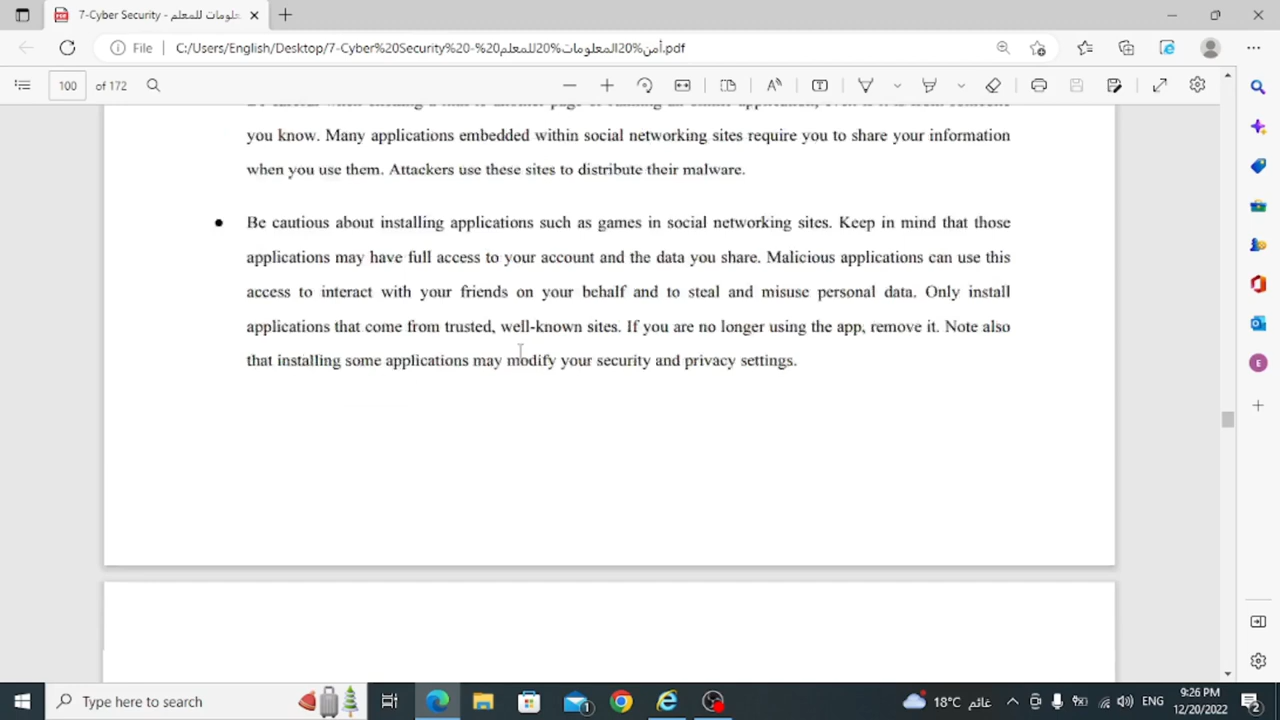 7-Cyber Security - علومات للمعلم
File
C:/Users/English/Desktop/7-Cyber%20Security%20-%20أمن%20المعلومات%20للمعلم.pdf
100 of 172
you know. Many applications embedded within social networking sites require you to share your information
when you use them. Attackers use these sites to distribute their malware.
• Be cautious about installing applications such as games in social networking sites. Keep in mind that those
applications may have full access to your account and the data you share. Malicious applications can use this
access to interact with your friends on your behalf and to steal and misuse personal data. Only install
applications that come from trusted, well-known sites. If you are no longer using the app, remove it. Note also
that installing some applications may modify your security and privacy settings.
Type here to search
1
18°C غائم
ENG
9:26 PM
12/20/2022
2